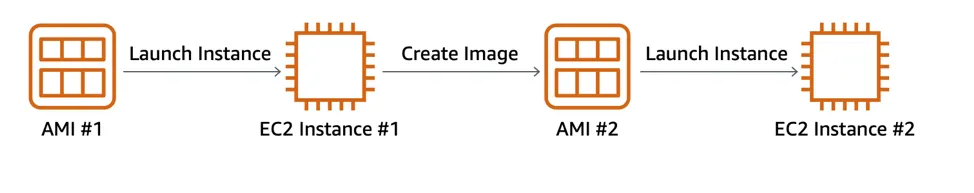 Launch Instance
Create Image
Launch Instance
AMI #1
EC2 Instance #1
AMI #2
EC2 Instance #2